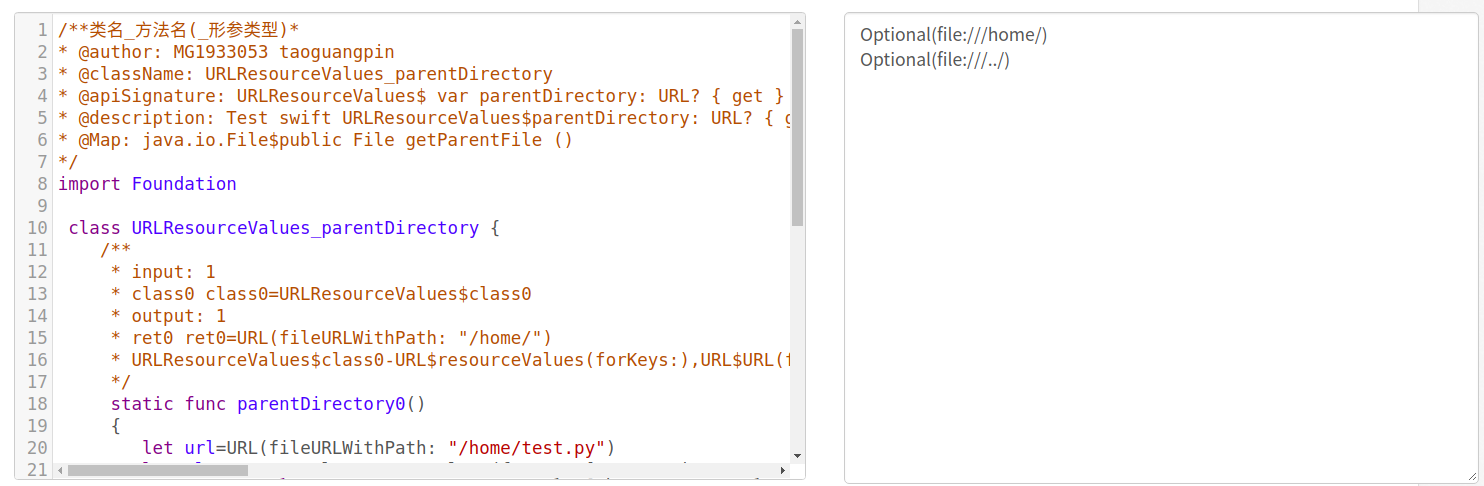 1 /**类名_方法名(_形参类型)*
2 * @author: MG1933053 taoguangpin
3 * @className: URLResourceValues_parentDirectory
4 * @apiSignature: URLResourceValues$ var parentDirectory: URL? { get }
5 * @description: Test swift URLResourceValues$parentDirectory: URL? { g
6 * @Map: java.io.File$public File getParentFile ()
7 */
8 import Foundation
9
10 class URLResourceValues_parentDirectory {
11 /**
12 * input: 1
13 * class0 class0=URLResourceValues$class0
14 * output: 1
15 * ret0 ret0=URL(fileURLWithPath: "/home/")
16 * URLResourceValues$class0-URL$resourceValues(forKeys:),URL$URL(f
17 */
18 static func parentDirectory0()
19 {
20 let url=URL(fileURLWithPath: "/home/test.py")
21
Optional(file:///home/)
Optional(file:///../)